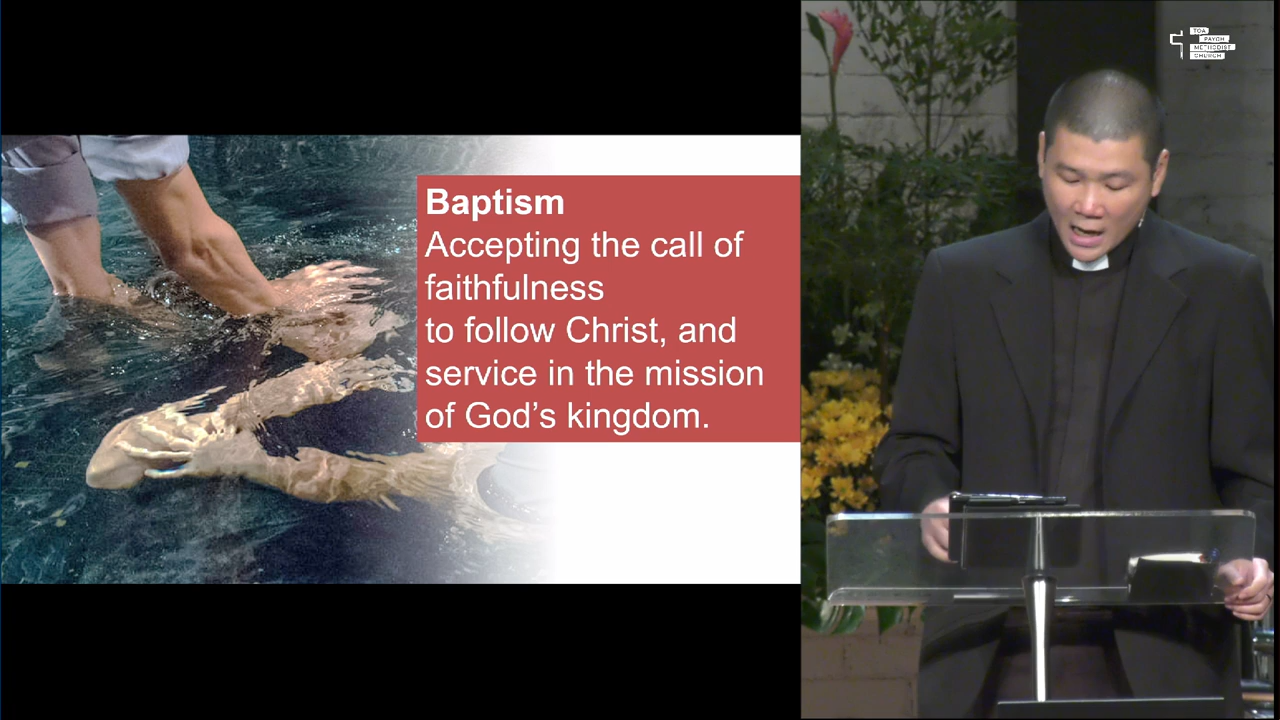 Baptism
Accepting the call of
faithfulness
to follow Christ, and
service in the mission
of God's kingdom.
TOA
PAYOH
METHODIST
CHURCH